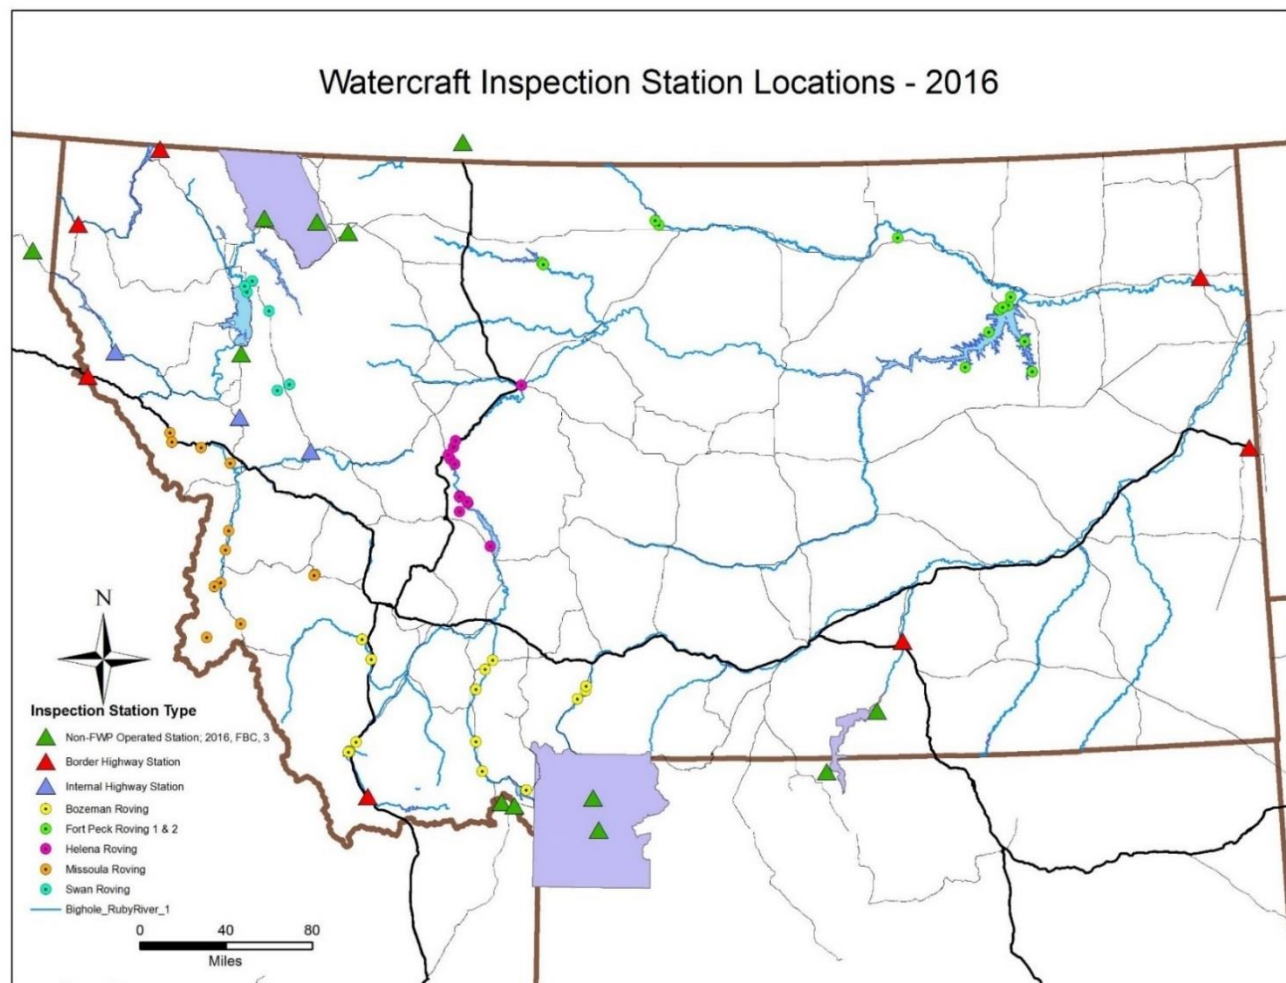 Watercraft Inspection Station Locations - 2016
N
Inspection Station Type
Non-FWP Operated Station; 2016, FBC, 3
Border Highway Station
Internal Highway Station
Bozeman Roving
Fort Peck Roving 1 & 2
Helena Roving
Missoula Roving
Swan Roving
Bighole_RubyRiver_1
0 40 80
Miles